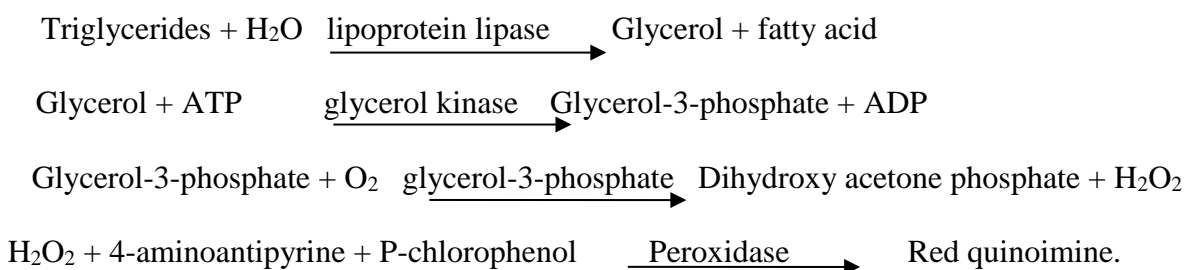 Triglycerides + H₂O lipoprotein lipase Glycerol + fatty acid
Glycerol + ATP glycerol kinase Glycerol-3-phosphate + ADP
Glycerol-3-phosphate + O₂ glycerol-3-phosphate Dihydroxy acetone phosphate + H₂O₂
H₂O₂ + 4-aminoantipyrine + P-chlorophenol Peroxidase Red quinoimine.